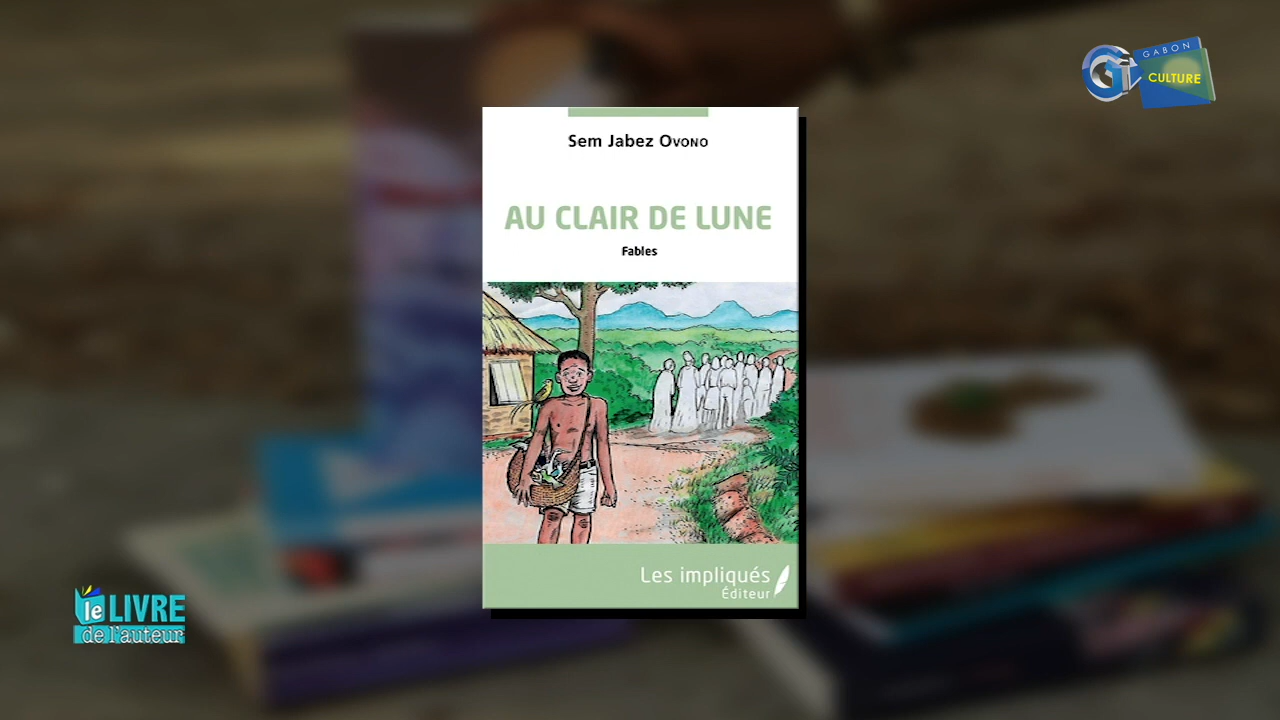 GABON
CULTURE
Sem Jabez OVONO
AU CLAIR DE LUNE
Fables
Les impliqués
Éditeur
le LIVRE
de l'auteur